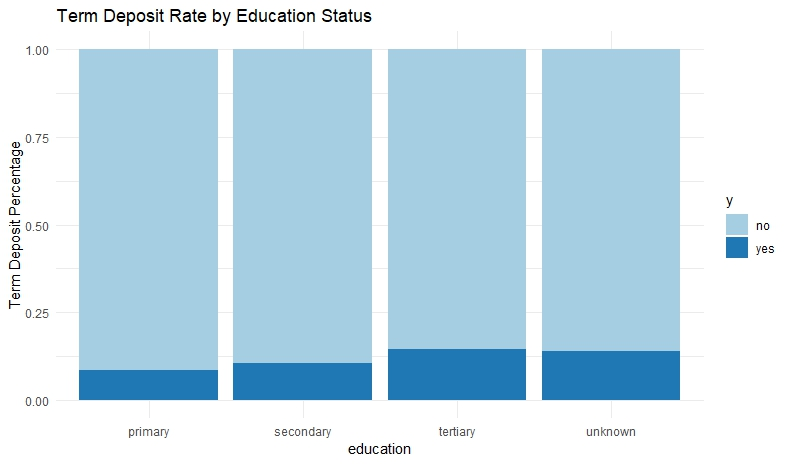 Term Deposit Rate by Education Status
Term Deposit Percentage
1.00
0.75
0.50
0.25
0.00
primary secondary tertiary unknown
education
y
no
yes